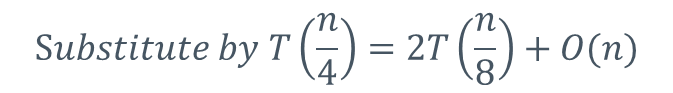 Substitute by T(n/4) = 2T(n/8) + O(n)